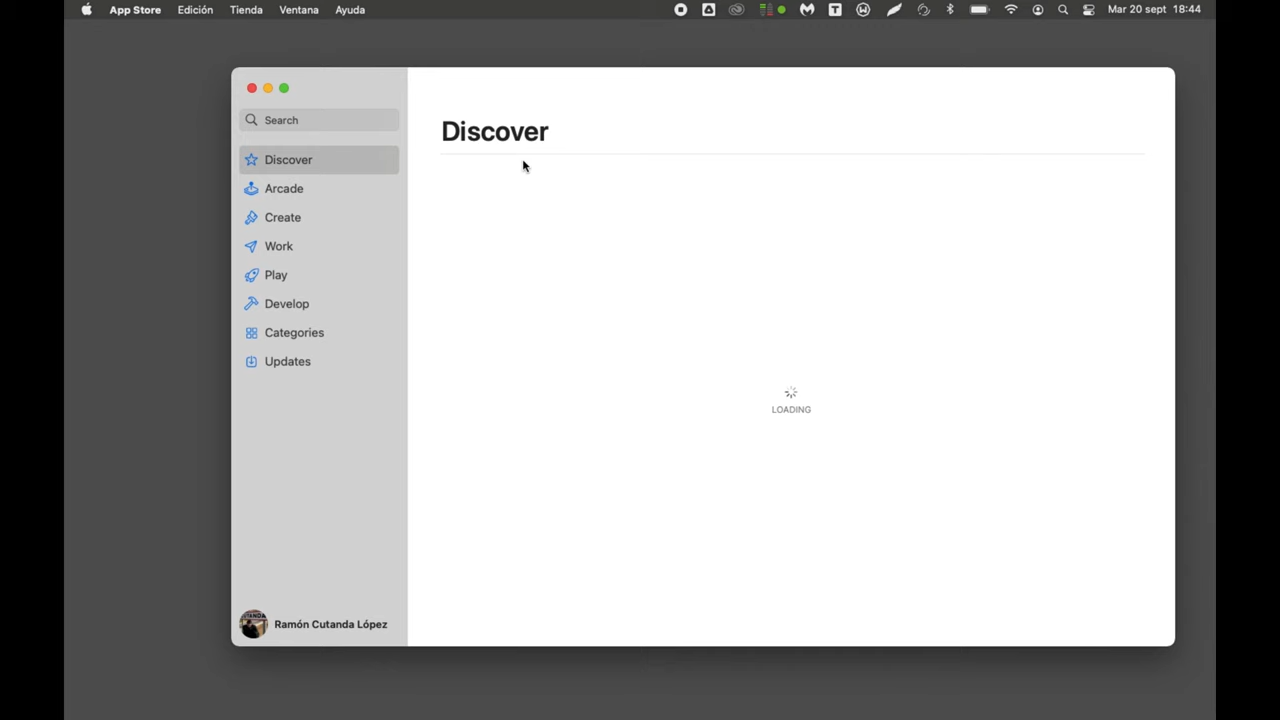 App Store Edición Tienda Ventana Ayuda Mar 20 sept 18:44
Search
Discover
Discover
Arcade
Create
Work
Play
Develop
Categories
Updates
LOADING
Ramón Cutanda López